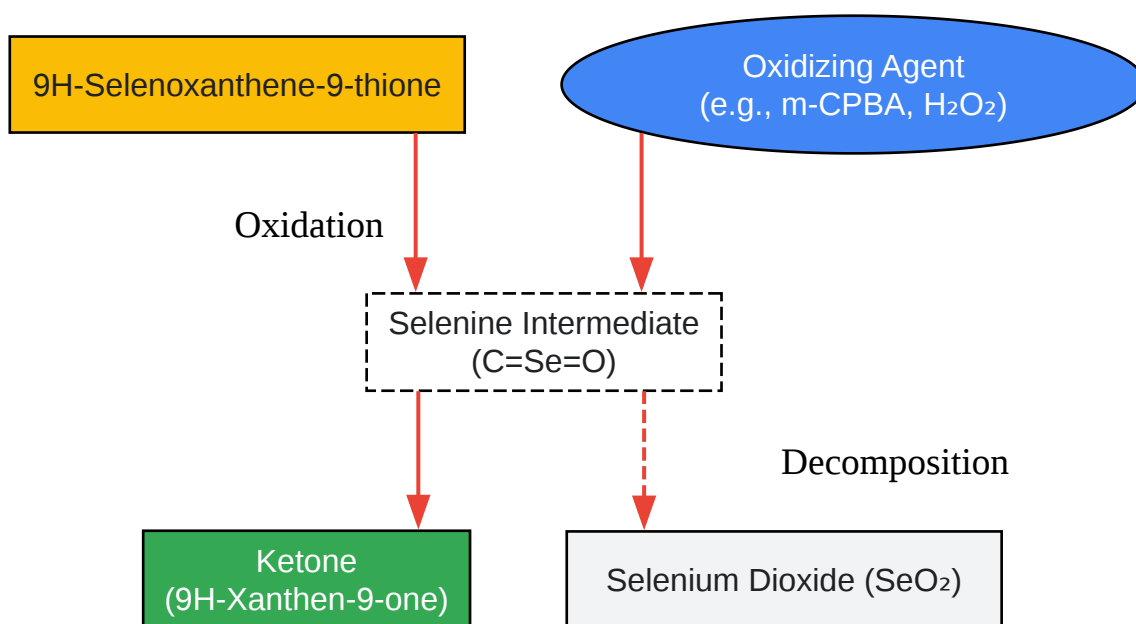 9H-Selenoxanthene-9-thione
Oxidizing Agent
(e.g., m-CPBA, H₂O₂)
Oxidation
Selenine Intermediate
(C=Se=O)
Decomposition
Ketone
(9H-Xanthen-9-one)
Selenium Dioxide (SeO₂)